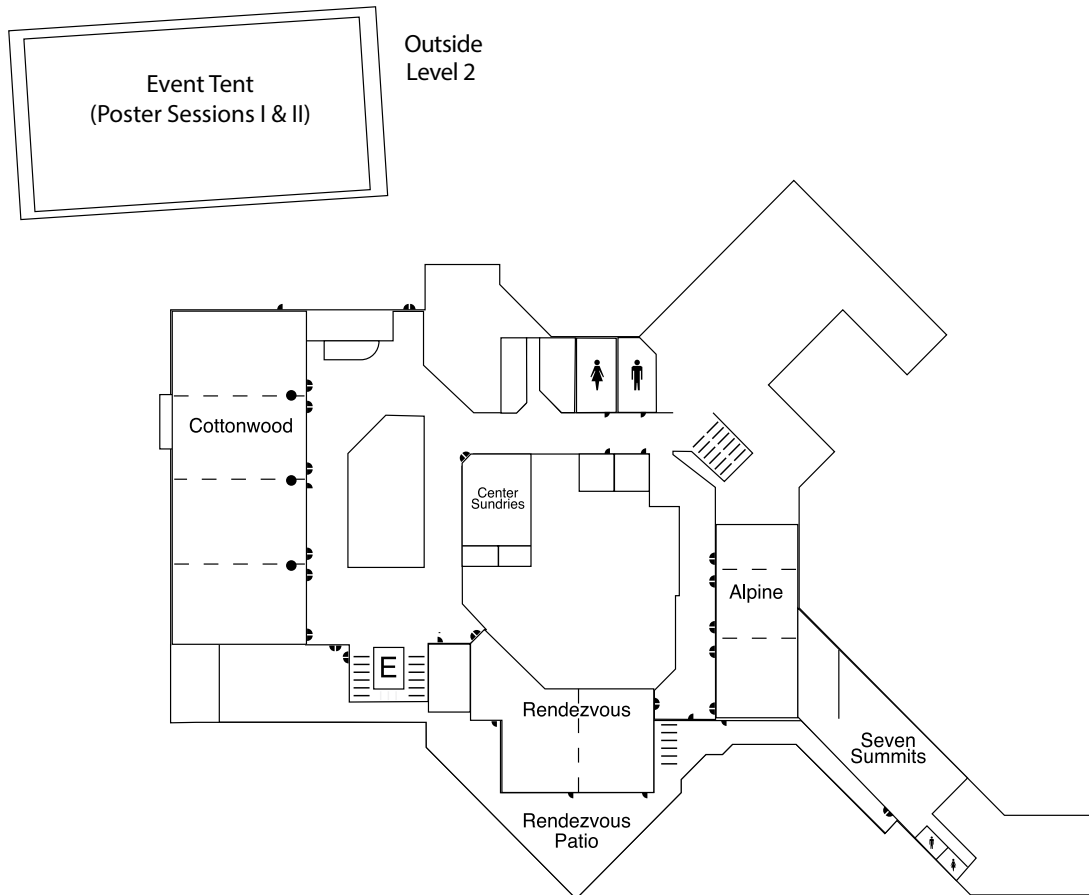 Outside
Level 2
Event Tent
(Poster Sessions I & II)
Cottonwood
Center
Sundries
Alpine
E
Rendezvous
Seven
Summits
Rendezvous
Patio